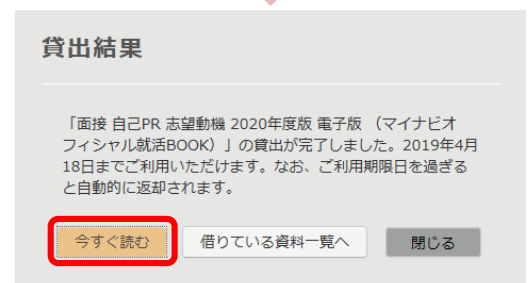 貸出結果
「面接 自己PR 志望動機 2020年度版 電子版 （マイナビオ
フィシャル就活BOOK）」の貸出が完了しました。2019年4月
18日までご利用いただけます。なお、ご利用期限日を過ぎる
と自動的に返却されます。
今すぐ読む 借りている資料一覧へ 閉じる